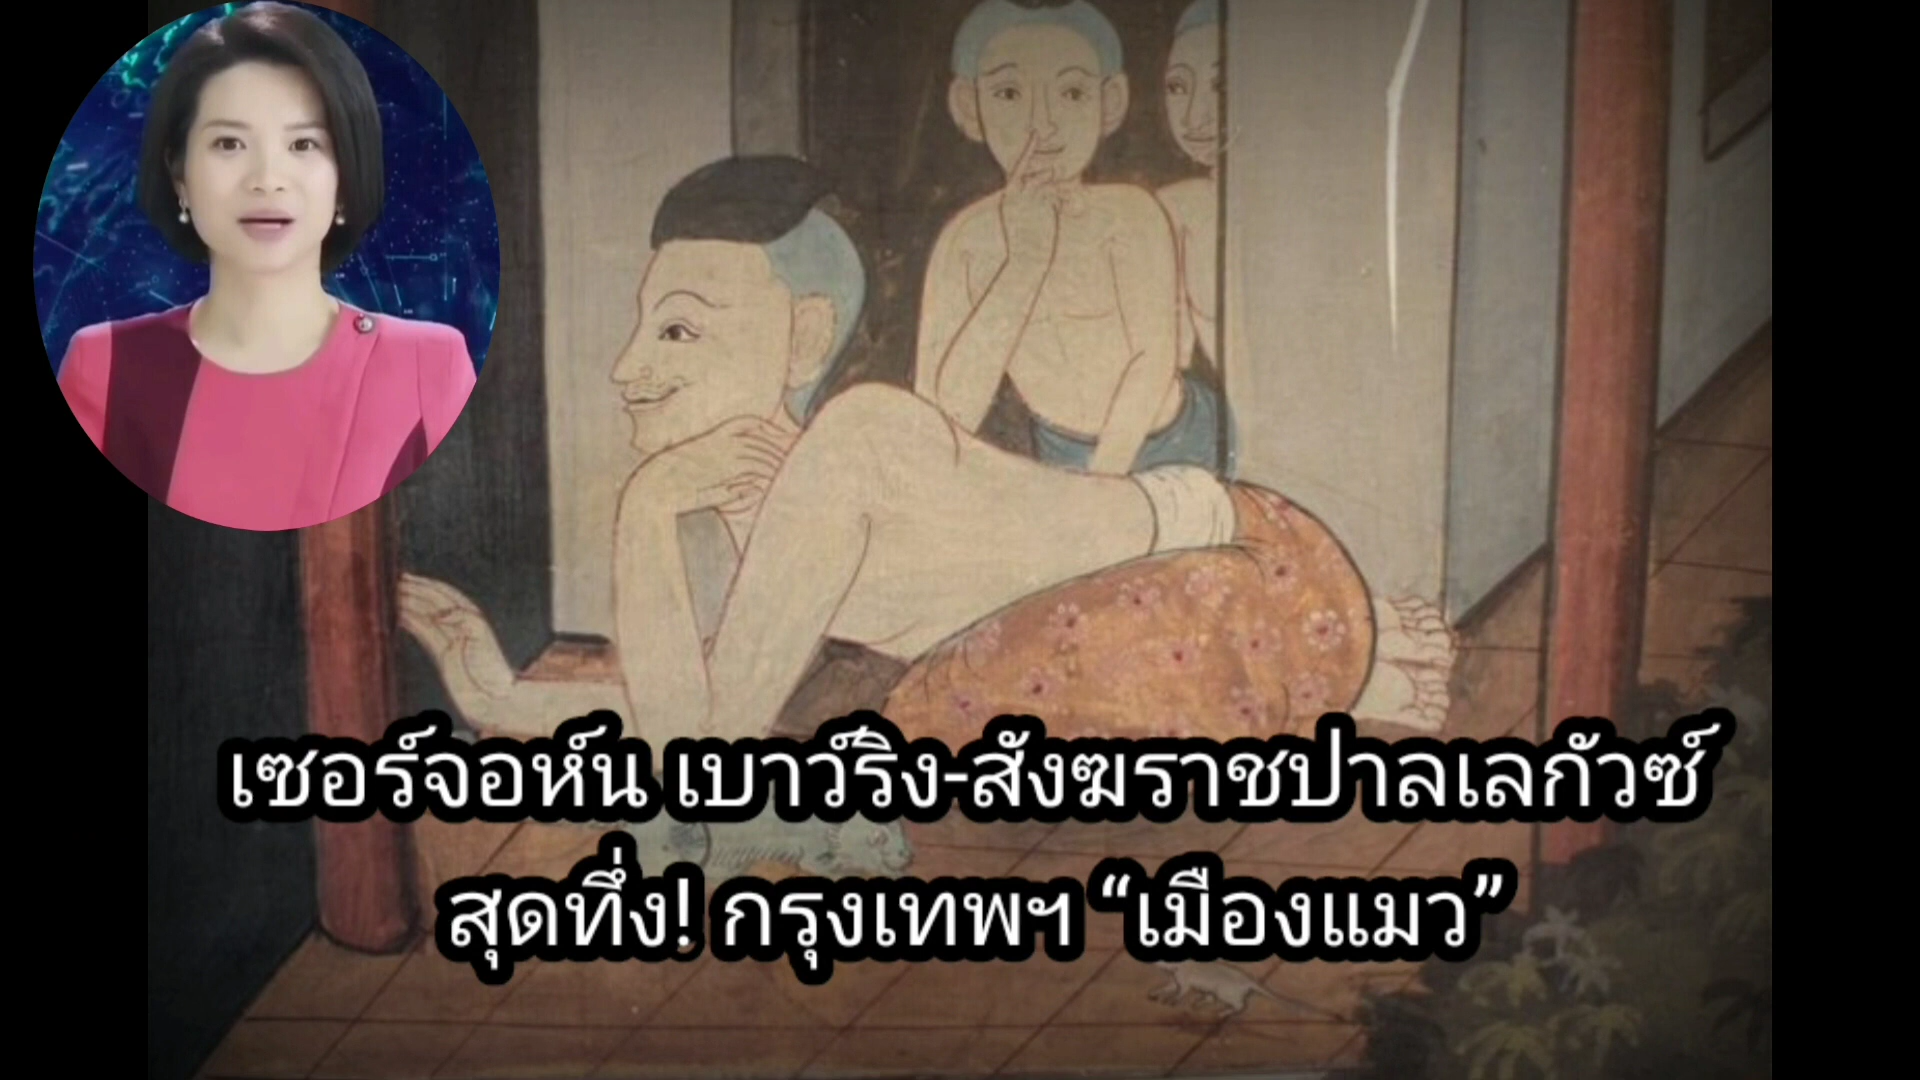 เซอร์จอห์น เบาว์ริง-สังฆราชปาลเลกัวซ์
สุดทึ่ง! กรุงเทพฯ “เมืองแมว”